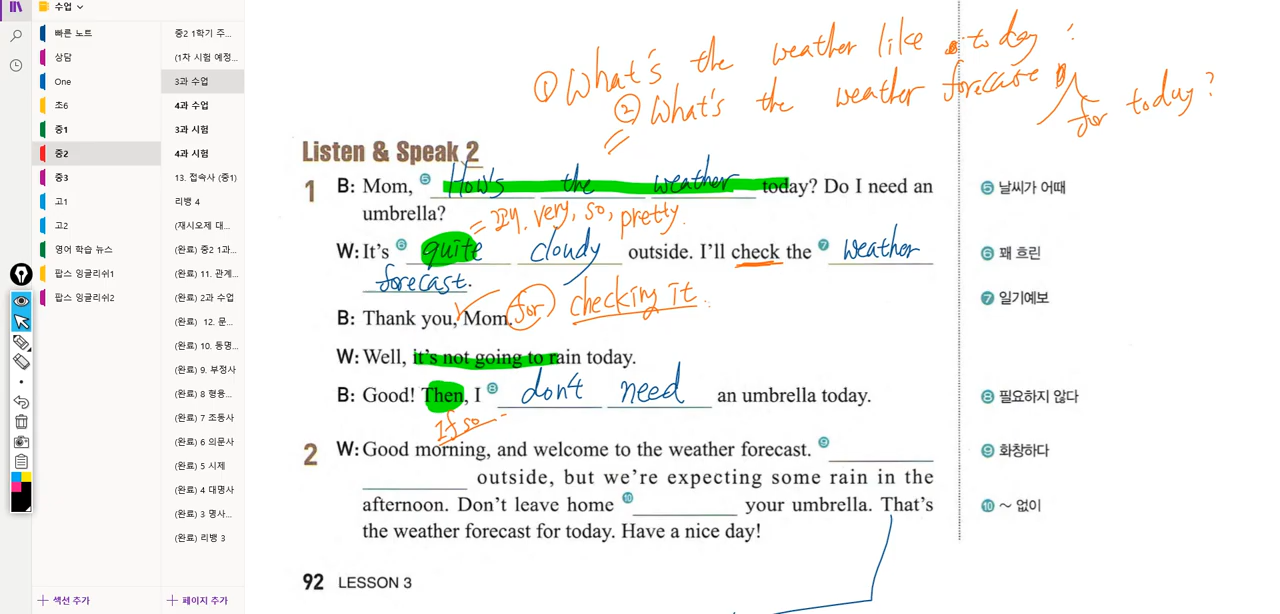 수업
빠른 노트
상담
One
초6
중1
중2
중3
고1
고2
영어 학습 뉴스
팝스 잉글리쉬1
팝스 잉글리쉬2
+ 섹션 추가
중2 1학기 주...
(1차 시험 예정...
3과 수업
4과 수업
3과 시험
4과 시험
13. 접속사 (중1)
리뱅 4
(재시오제 대...
(완료) 중2 1과...
(완료) 11. 관계...
(완료) 2과 수업
(완료) 12. 문...
(완료) 10. 동명...
(완료) 9. 부정사
(완료) 8 형용...
(완료) 7 조동사
(완료) 6 의문사
(완료) 5 시제
(완료) 4 대명사
(완료) 3 명사...
(완료) 리뱅 3
+ 페이지 추가
① What's the weather like today?
② What's the weather forecast for today?
Listen & Speak 2
1 B: Mom, ⑤ How's the weather today? Do I need an
umbrella?
= 꽤, very, so, pretty.
W: It's ⑥ quite cloudy outside. I'll check the ⑦ weather
forecast.
B: Thank you, Mom. for checking it.
W: Well, it's not going to rain today.
B: Good! Then, I ⑧ don't need an umbrella today.
If so
2 W: Good morning, and welcome to the weather forecast. ⑨
outside, but we're expecting some rain in the
afternoon. Don't leave home ⑩ your umbrella. That's
the weather forecast for today. Have a nice day!
92 LESSON 3
⑤ 날씨가 어때
⑥ 꽤 흐린
⑦ 일기예보
⑧ 필요하지 않다
⑨ 화창하다
⑩ ~ 없이